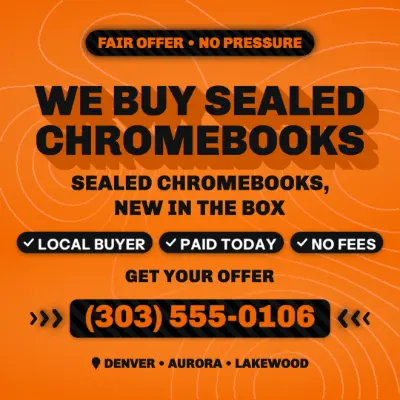 FAIR OFFER • NO PRESSURE
WE BUY SEALED
CHROMEBOOKS
SEALED CHROMEBOOKS,
NEW IN THE BOX
✓ LOCAL BUYER ✓ PAID TODAY ✓ NO FEES
GET YOUR OFFER
(303) 555-0106
DENVER • AURORA • LAKEWOOD